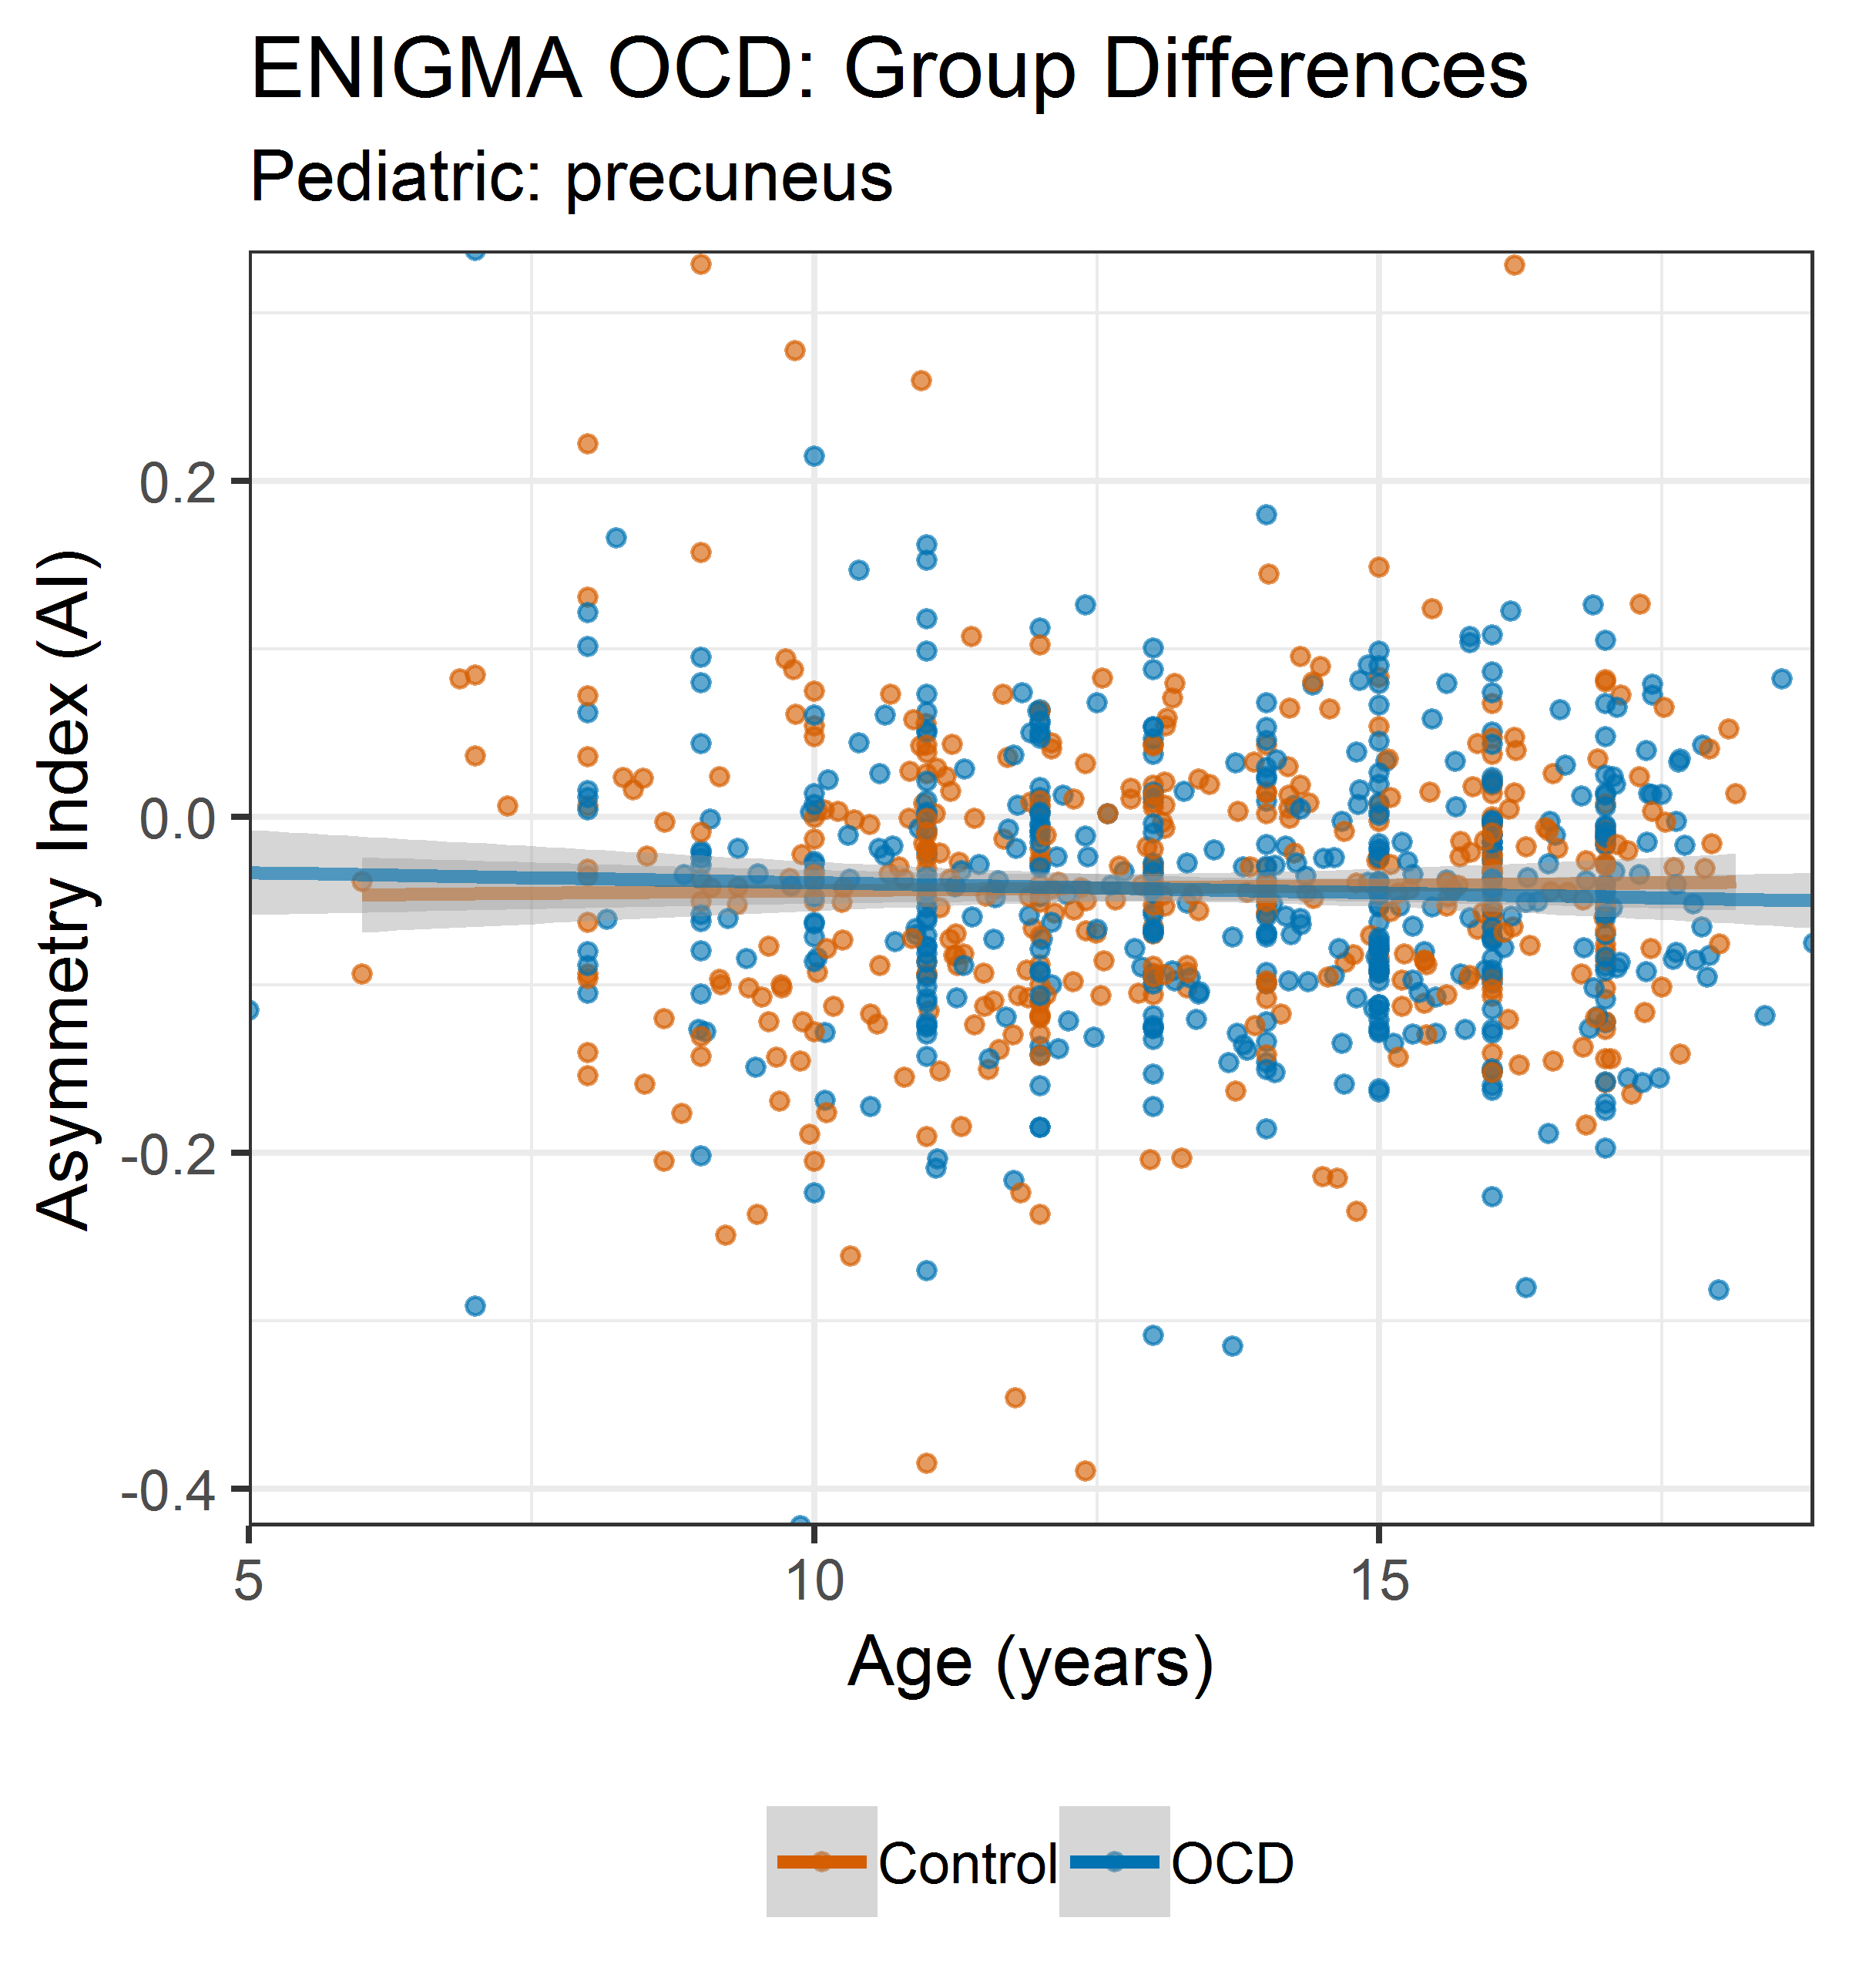 ENIGMA OCD: Group Differences
Pediatric: precuneus
Asymmetry Index (AI)
0.2
0.0
-0.2
-0.4
5 10 15
Age (years)
Control OCD